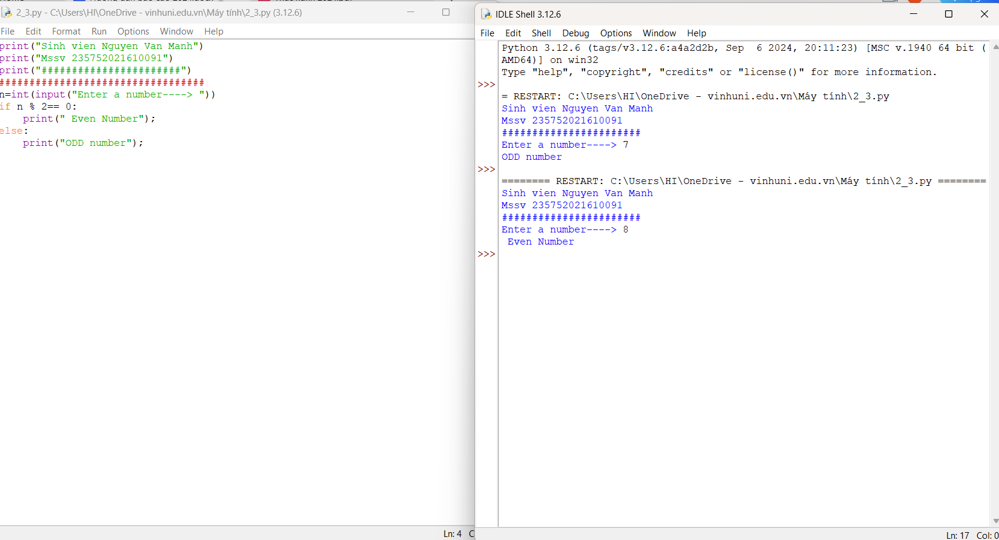 2_3.py - C:\Users\HI\OneDrive - vinhuni.edu.vn\Máy tính\2_3.py (3.12.6)
File Edit Format Run Options Window Help
print("Sinh vien Nguyen Van Manh")
print("Mssv 235752021610091")
print("#######################")
##################################
n=int(input("Enter a number----> "))
if n % 2== 0:
    print(" Even Number");
else:
    print("ODD number");
Ln: 4
IDLE Shell 3.12.6
File Edit Shell Debug Options Window Help
Python 3.12.6 (tags/v3.12.6:a4a2d2b, Sep  6 2024, 20:11:23) [MSC v.1940 64 bit (
AMD64)] on win32
Type "help", "copyright", "credits" or "license()" for more information.
>>>
= RESTART: C:\Users\HI\OneDrive - vinhuni.edu.vn\Máy tính\2_3.py
Sinh vien Nguyen Van Manh
Mssv 235752021610091
#######################
Enter a number----> 7
ODD number
>>>
======== RESTART: C:\Users\HI\OneDrive - vinhuni.edu.vn\Máy tính\2_3.py ========
Sinh vien Nguyen Van Manh
Mssv 235752021610091
#######################
Enter a number----> 8
 Even Number
>>>
Ln: 17 Col: 0